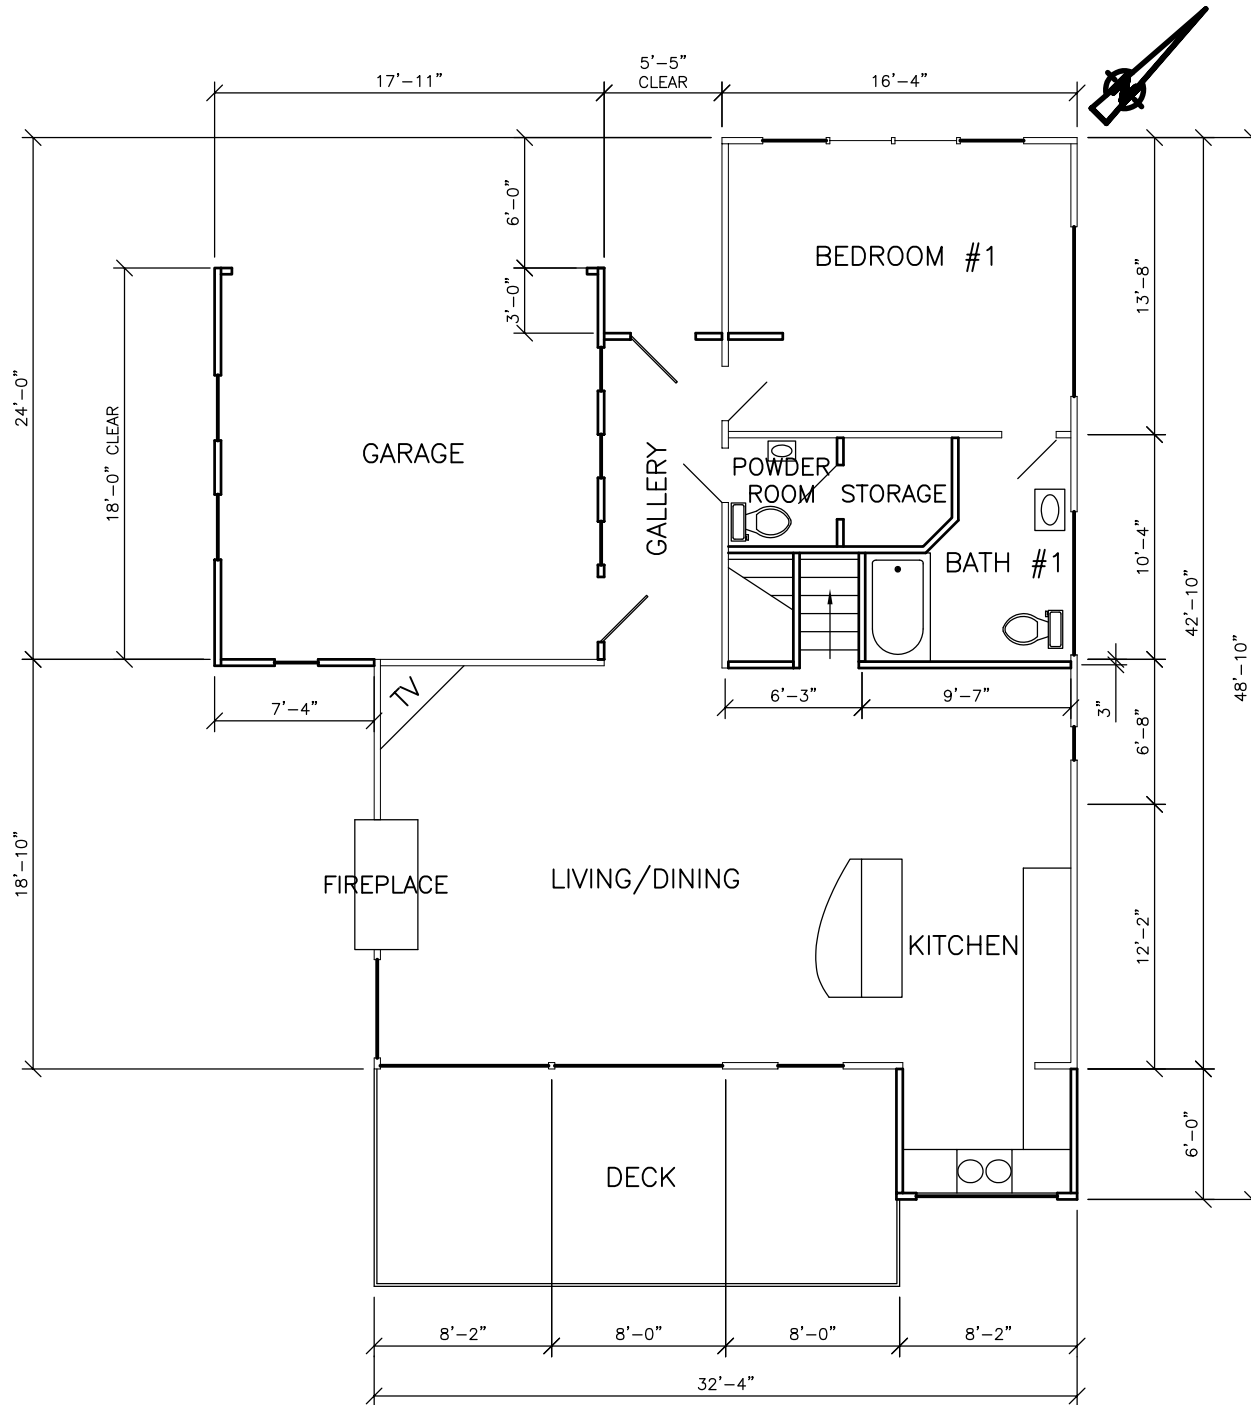 17'-11"
5'-5"
CLEAR
16'-4"
6'-0"
3'-0"
BEDROOM #1
13'-8"
24'-0"
18'-0" CLEAR
GARAGE
GALLERY
POWDER
ROOM
STORAGE
BATH #1
10'-4"
42'-10"
48'-10"
TV
7'-4"
6'-3"
9'-7"
3"
6'-8"
18'-10"
FIREPLACE
LIVING/DINING
KITCHEN
12'-2"
6'-0"
DECK
8'-2"
8'-0"
8'-0"
8'-2"
32'-4"